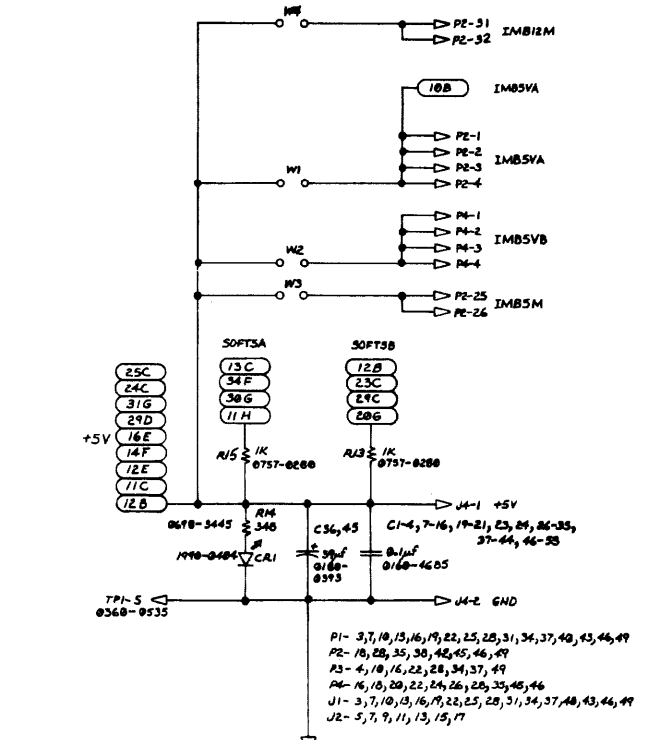 P2-31
P2-32
IMB12M
10B
IMB5VA
P2-1
P2-2
P2-3
P2-4
IMB5VA
W1
P4-1
P4-2
P4-3
P4-4
IMB5VB
W2
W3
P2-25
P2-26
IMB5M
SOFT5A
SOFT5B
13C
34F
30G
11H
12B
23C
29C
20G
25C
24C
31G
29D
16E
14F
12E
11C
12B
+5V
R15 1K
0757-0280
R13 1K
0757-0280
J4-1 +5V
0698-3445
R14
348
C36,45
39µf
0180-
0393
C1-4, 7-16, 19-21, 23, 24, 26-35,
37-44, 46-53
1990-0484
CR1
0.1µf
0160-4685
TP1-5
0360-0535
J4-2 GND
P1- 3,7,10,13,16,19,22,25,28,31,34,37,40,43,46,49
P2- 18,28,35,38,42,45,46,49
P3- 4,10,16,22,28,34,37,49
P4- 16,18,20,22,24,26,28,35,45,46
J1- 3,7,10,13,16,19,22,25,28,31,34,37,40,43,46,49
J2- 5,7,9,11,13,15,17